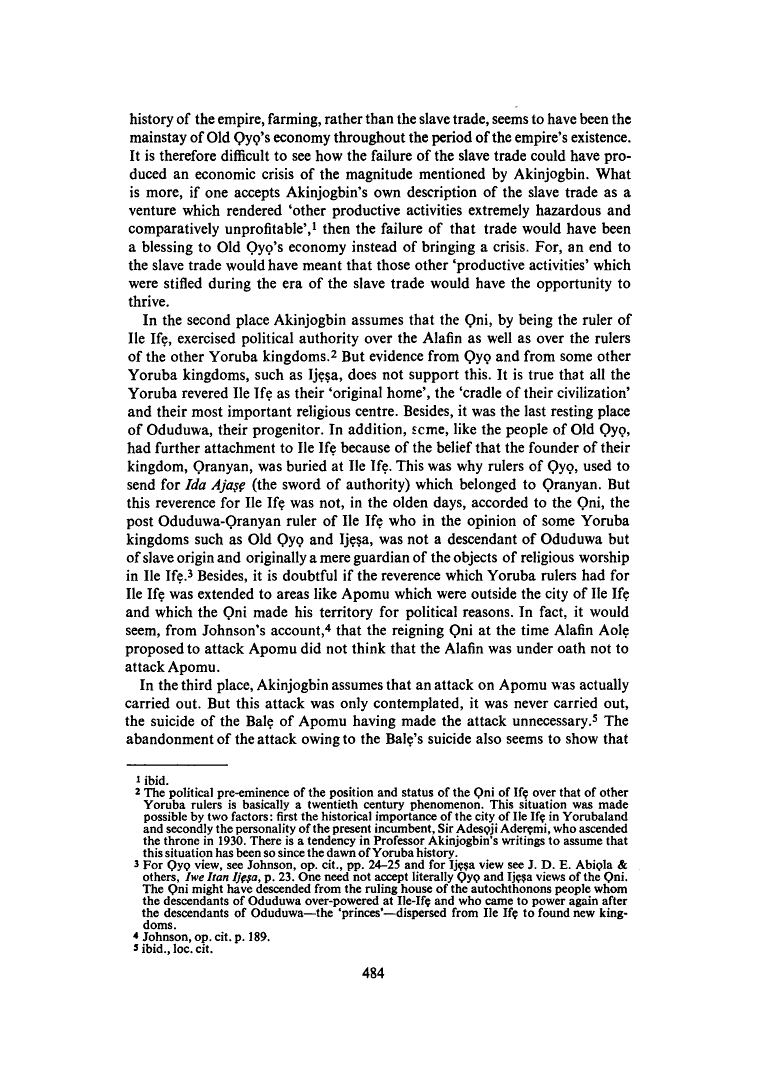 history of the empire, farming, rather than the slave trade, seems to have been the
mainstay of Old Ọyọ's economy throughout the period of the empire's existence.
It is therefore difficult to see how the failure of the slave trade could have pro-
duced an economic crisis of the magnitude mentioned by Akinjogbin. What
is more, if one accepts Akinjogbin's own description of the slave trade as a
venture which rendered 'other productive activities extremely hazardous and
comparatively unprofitable',¹ then the failure of that trade would have been
a blessing to Old Ọyọ's economy instead of bringing a crisis. For, an end to
the slave trade would have meant that those other 'productive activities' which
were stifled during the era of the slave trade would have the opportunity to
thrive.
In the second place Akinjogbin assumes that the Ọni, by being the ruler of
Ile Ifẹ, exercised political authority over the Alafin as well as over the rulers
of the other Yoruba kingdoms.² But evidence from Ọyọ and from some other
Yoruba kingdoms, such as Ijẹṣa, does not support this. It is true that all the
Yoruba revered Ile Ifẹ as their 'original home', the 'cradle of their civilization'
and their most important religious centre. Besides, it was the last resting place
of Oduduwa, their progenitor. In addition, some, like the people of Old Ọyọ,
had further attachment to Ile Ifẹ because of the belief that the founder of their
kingdom, Ọranyan, was buried at Ile Ifẹ. This was why rulers of Ọyọ, used to
send for Ida Ajaṣẹ (the sword of authority) which belonged to Ọranyan. But
this reverence for Ile Ifẹ was not, in the olden days, accorded to the Ọni, the
post Oduduwa-Ọranyan ruler of Ile Ifẹ who in the opinion of some Yoruba
kingdoms such as Old Ọyọ and Ijẹṣa, was not a descendant of Oduduwa but
of slave origin and originally a mere guardian of the objects of religious worship
in Ile Ifẹ.³ Besides, it is doubtful if the reverence which Yoruba rulers had for
Ile Ifẹ was extended to areas like Apomu which were outside the city of Ile Ifẹ
and which the Ọni made his territory for political reasons. In fact, it would
seem, from Johnson's account,⁴ that the reigning Ọni at the time Alafin Aolẹ
proposed to attack Apomu did not think that the Alafin was under oath not to
attack Apomu.
In the third place, Akinjogbin assumes that an attack on Apomu was actually
carried out. But this attack was only contemplated, it was never carried out,
the suicide of the Balẹ of Apomu having made the attack unnecessary.⁵ The
abandonment of the attack owing to the Balẹ's suicide also seems to show that
¹ ibid.
² The political pre-eminence of the position and status of the Ọni of Ifẹ over that of other
Yoruba rulers is basically a twentieth century phenomenon. This situation was made
possible by two factors: first the historical importance of the city of Ile Ifẹ in Yorubaland
and secondly the personality of the present incumbent, Sir Adesọji Aderẹmi, who ascended
the throne in 1930. There is a tendency in Professor Akinjogbin's writings to assume that
this situation has been so since the dawn of Yoruba history.
³ For Ọyọ view, see Johnson, op. cit., pp. 24–25 and for Ijẹṣa view see J. D. E. Abiọla &
others, Iwe Itan Ijẹṣa, p. 23. One need not accept literally Ọyọ and Ijẹṣa views of the Ọni.
The Ọni might have descended from the ruling house of the autochthonons people whom
the descendants of Oduduwa over-powered at Ile-Ifẹ and who came to power again after
the descendants of Oduduwa—the 'princes'—dispersed from Ile Ifẹ to found new king-
doms.
⁴ Johnson, op. cit. p. 189.
⁵ ibid., loc. cit.
484